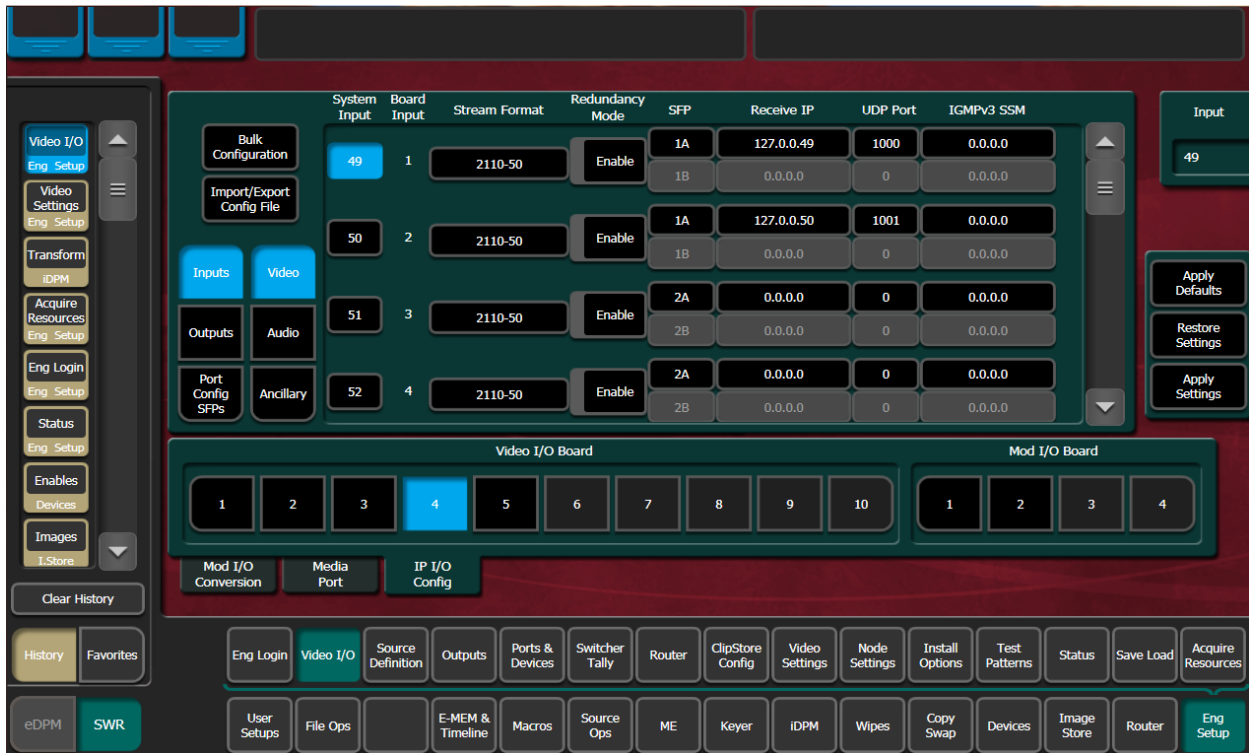 Video I/O
Eng Setup
Video Settings
Eng Setup
Transform
iDPM
Acquire Resources
Eng Setup
Eng Login
Eng Setup
Status
Eng Setup
Enables
Devices
Images
I.Store
Clear History
History Favorites
eDPM SWR
Bulk Configuration
Import/Export Config File
Inputs Video
Outputs Audio
Port Config SFPs Ancillary
System Input Board Input Stream Format Redundancy Mode SFP Receive IP UDP Port IGMPv3 SSM
49 1 2110-50 Enable 1A 127.0.0.49 1000 0.0.0.0
1B 0.0.0.0 0 0.0.0.0
50 2 2110-50 Enable 1A 127.0.0.50 1001 0.0.0.0
1B 0.0.0.0 0 0.0.0.0
51 3 2110-50 Enable 2A 0.0.0.0 0 0.0.0.0
2B 0.0.0.0 0 0.0.0.0
52 4 2110-50 Enable 2A 0.0.0.0 0 0.0.0.0
2B 0.0.0.0 0 0.0.0.0
Input
49
Apply Defaults
Restore Settings
Apply Settings
Video I/O Board
1 2 3 4 5 6 7 8 9 10
Mod I/O Board
1 2 3 4
Mod I/O Conversion Media Port IP I/O Config
Eng Login Video I/O Source Definition Outputs Ports & Devices Switcher Tally Router ClipStore Config Video Settings Node Settings Install Options Test Patterns Status Save Load Acquire Resources
User Setups File Ops E-MEM & Timeline Macros Source Ops ME Keyer iDPM Wipes Copy Swap Devices Image Store Router Eng Setup